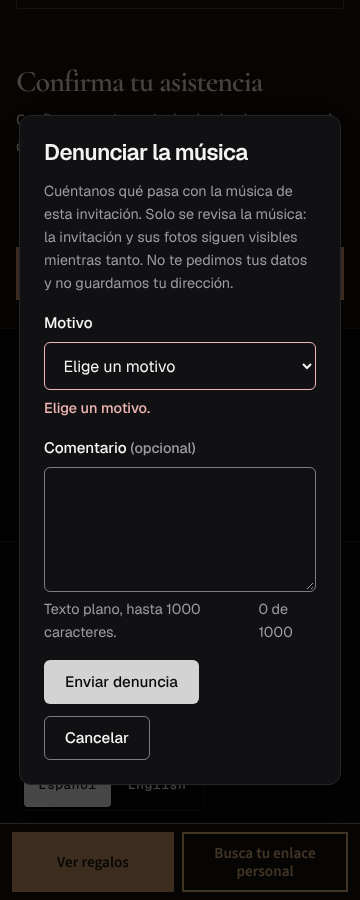 Confirma tu asistencia
Denunciar la música
Cuéntanos qué pasa con la música de
esta invitación. Solo se revisa la música:
la invitación y sus fotos siguen visibles
mientras tanto. No te pedimos tus datos
y no guardamos tu dirección.
Motivo
Elige un motivo
Elige un motivo.
Comentario (opcional)
Texto plano, hasta 1000
caracteres.
0 de
1000
Enviar denuncia
Cancelar
Español English
Ver regalos
Busca tu enlace
personal